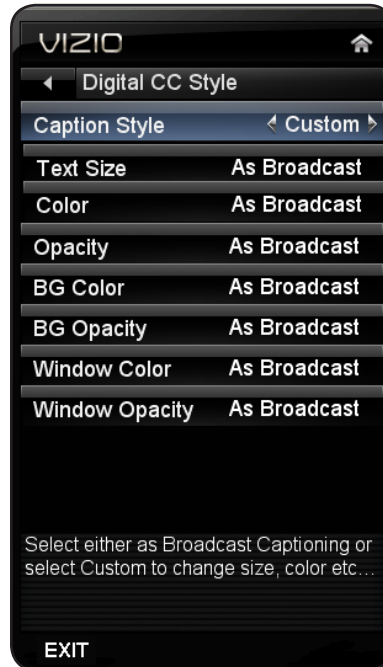 VIZIO
Digital CC Style
Caption Style Custom
Text Size As Broadcast
Color As Broadcast
Opacity As Broadcast
BG Color As Broadcast
BG Opacity As Broadcast
Window Color As Broadcast
Window Opacity As Broadcast
Select either as Broadcast Captioning or
select Custom to change size, color etc...
EXIT